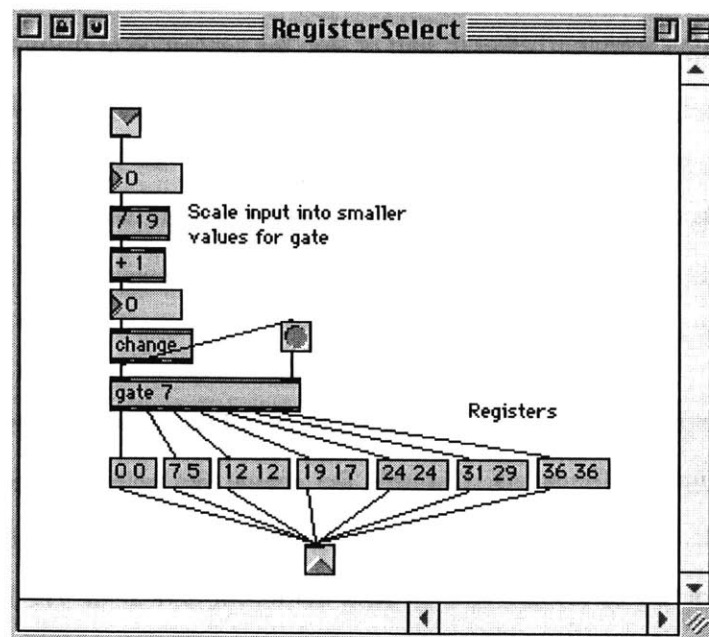 RegisterSelect
0
/ 19
Scale input into smaller
values for gate
+ 1
0
change
gate 7
Registers
0 0
7 5
12 12
19 17
24 24
31 29
36 36